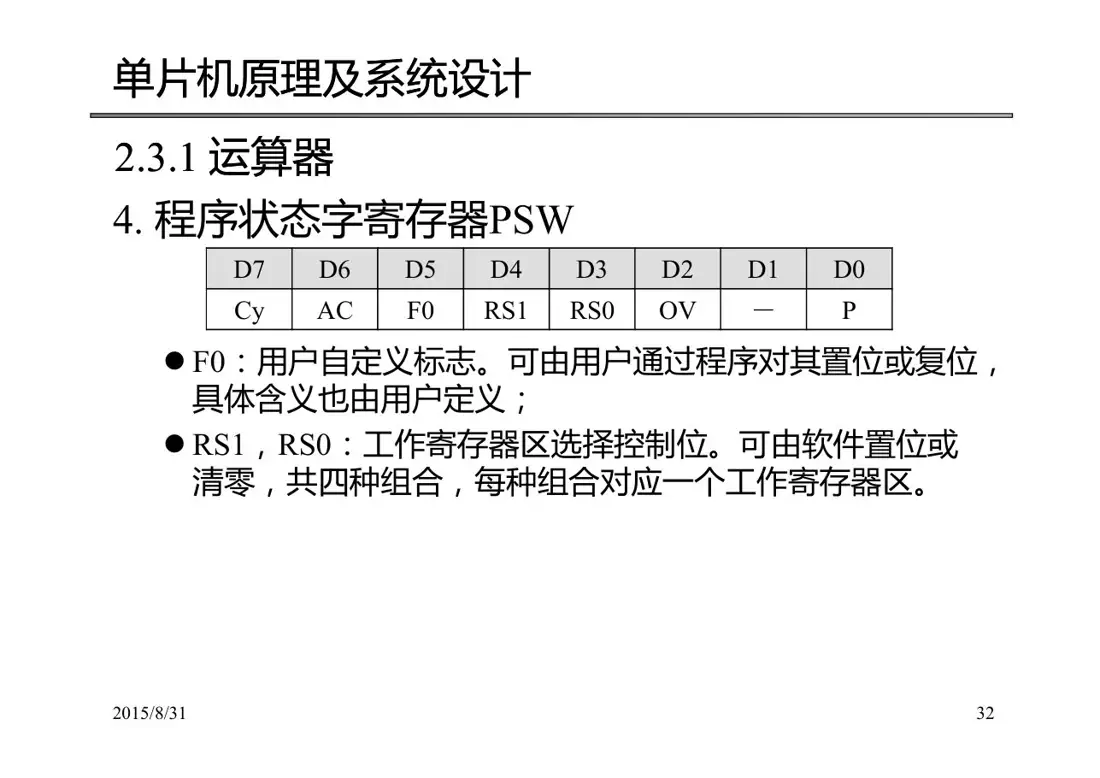 单片机原理及系统设计
2.3.1 运算器
4. 程序状态字寄存器PSW
D7 D6 D5 D4 D3 D2 D1 D0
Cy AC F0 RS1 RS0 OV － P
●F0：用户自定义标志。可由用户通过程序对其置位或复位，
具体含义也由用户定义；
●RS1，RS0：工作寄存器区选择控制位。可由软件置位或
清零，共四种组合，每种组合对应一个工作寄存器区。
2015/8/31
32